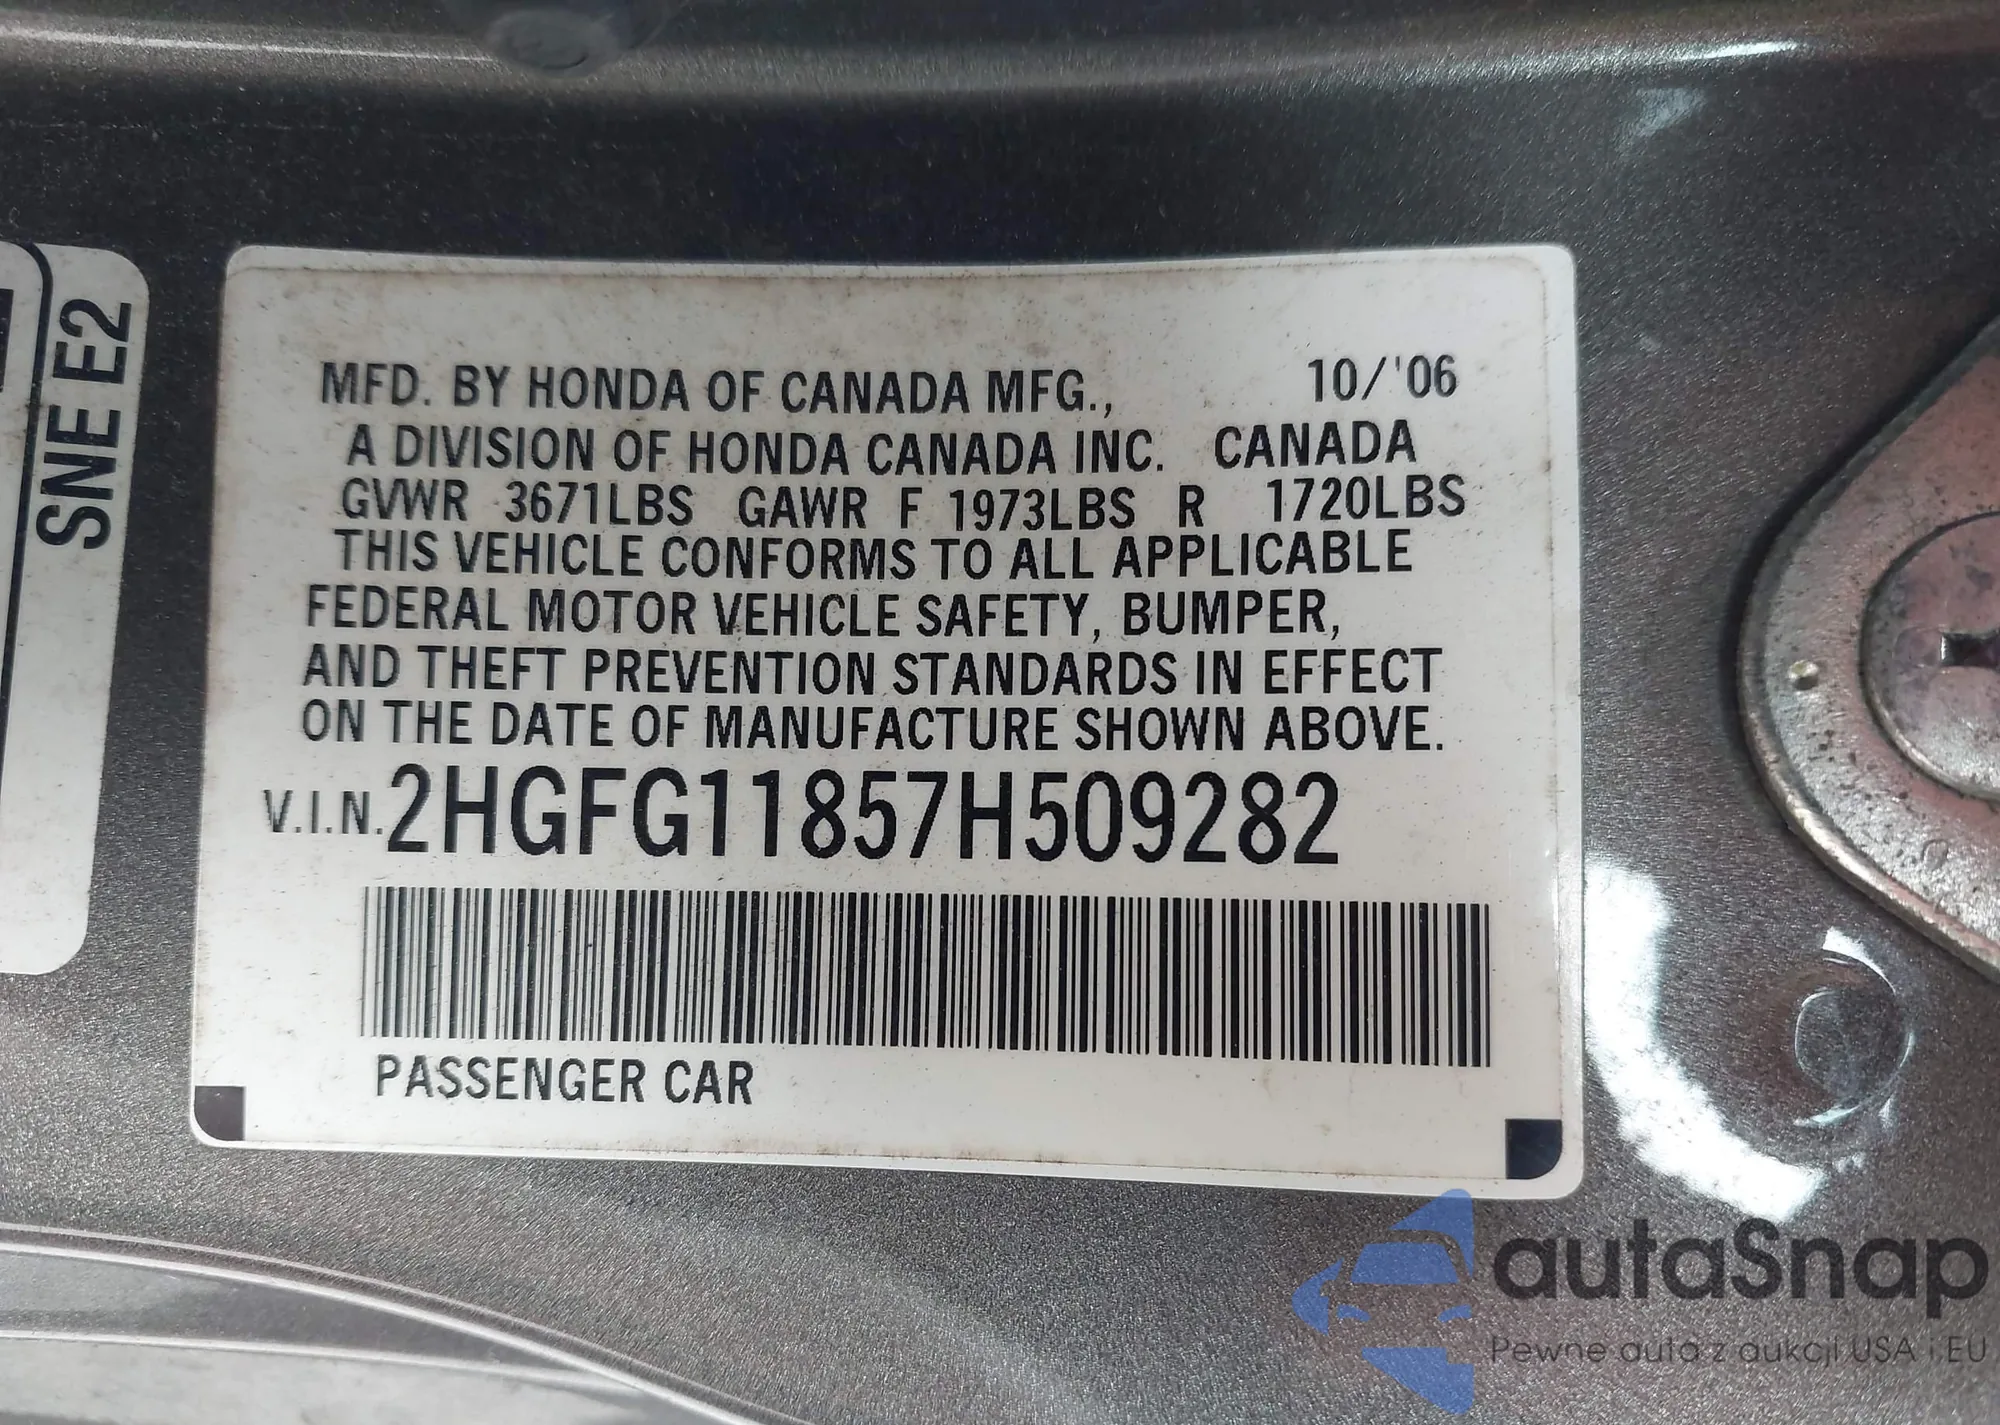 SNE E2
MFD. BY HONDA OF CANADA MFG., 10/'06
A DIVISION OF HONDA CANADA INC. CANADA
GVWR 3671LBS GAWR F 1973LBS R 1720LBS
THIS VEHICLE CONFORMS TO ALL APPLICABLE
FEDERAL MOTOR VEHICLE SAFETY, BUMPER,
AND THEFT PREVENTION STANDARDS IN EFFECT
ON THE DATE OF MANUFACTURE SHOWN ABOVE.
V.I.N. 2HGFG11857H509282
PASSENGER CAR
autaSnap
Pewne auta z aukcji USA i EU